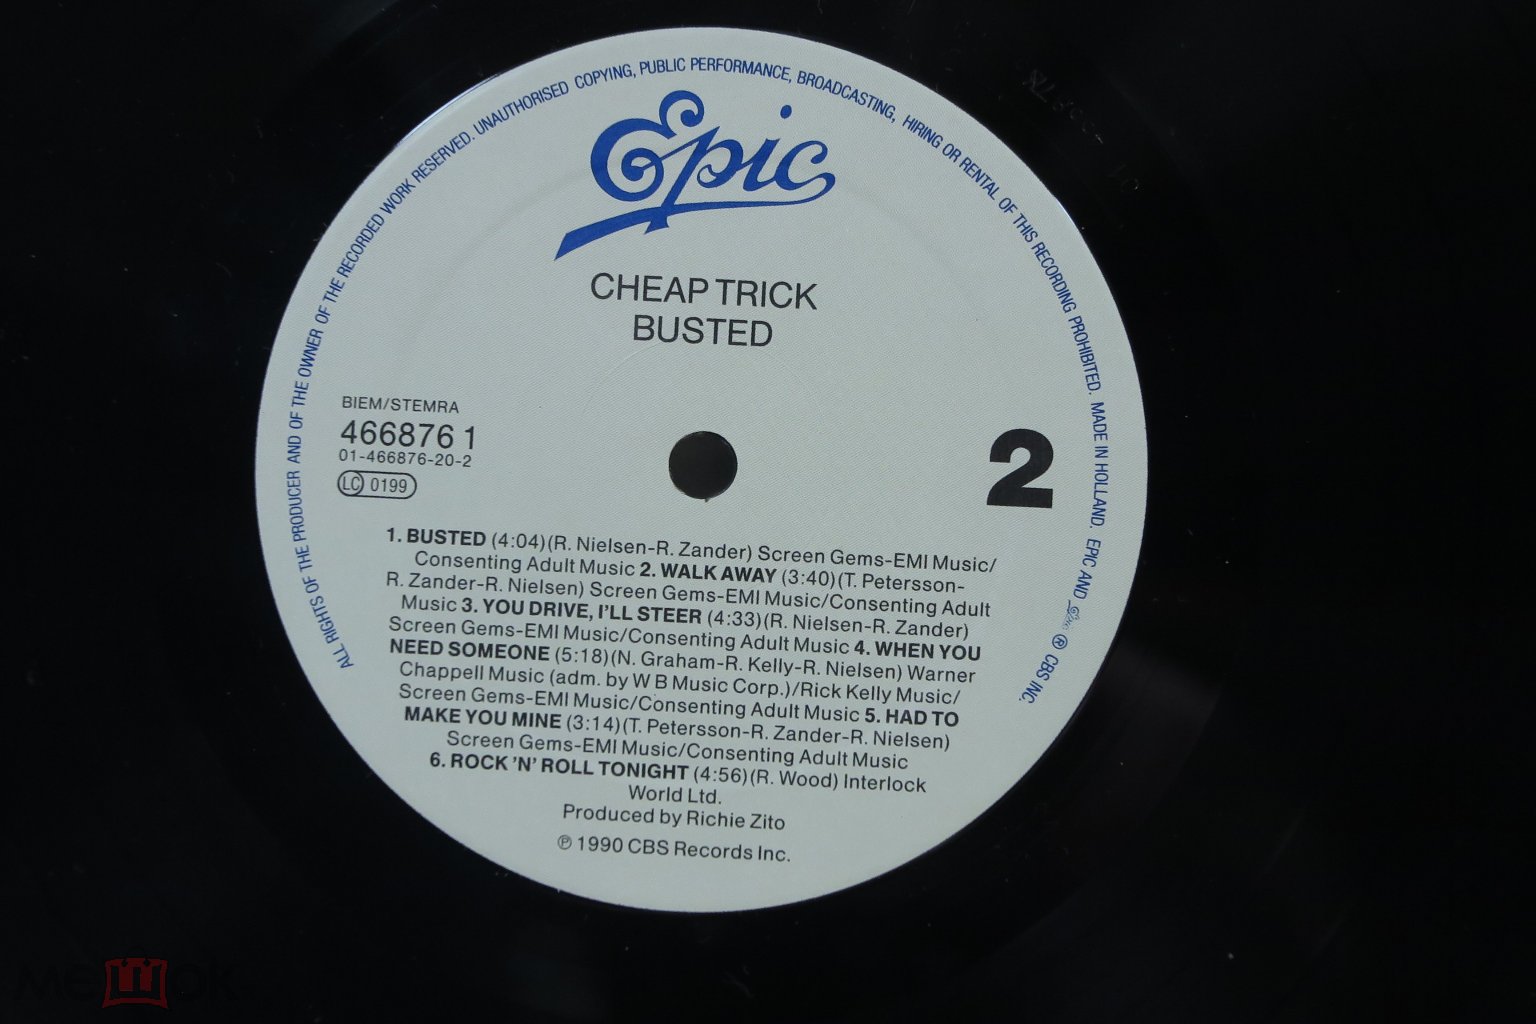 ALL RIGHTS OF THE PRODUCER AND OF THE OWNER OF THE RECORDED WORK RESERVED. UNAUTHORISED COPYING, PUBLIC PERFORMANCE, BROADCASTING, HIRING OR RENTAL OF THIS RECORDING PROHIBITED. MADE IN HOLLAND. EPIC AND Epic ® CBS INC.
Epic
CHEAP TRICK
BUSTED
BIEM/STEMRA
466876 1
01-466876-20-2
LC 0199
2
1. BUSTED (4:04)(R. Nielsen-R. Zander) Screen Gems-EMI Music/
Consenting Adult Music 2. WALK AWAY (3:40)(T. Petersson-
R. Zander-R. Nielsen) Screen Gems-EMI Music/Consenting Adult
Music 3. YOU DRIVE, I'LL STEER (4:33)(R. Nielsen-R. Zander)
Screen Gems-EMI Music/Consenting Adult Music 4. WHEN YOU
NEED SOMEONE (5:18)(N. Graham-R. Kelly-R. Nielsen) Warner
Chappell Music (adm. by W B Music Corp.)/Rick Kelly Music/
Screen Gems-EMI Music/Consenting Adult Music 5. HAD TO
MAKE YOU MINE (3:14)(T. Petersson-R. Zander-R. Nielsen)
Screen Gems-EMI Music/Consenting Adult Music
6. ROCK 'N' ROLL TONIGHT (4:56)(R. Wood) Interlock
World Ltd.
Produced by Richie Zito
℗ 1990 CBS Records Inc.
мешок